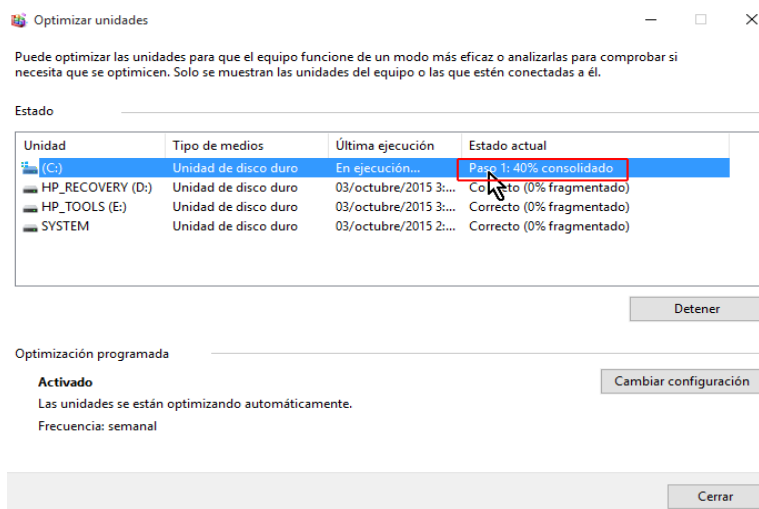 Optimizar unidades
Puede optimizar las unidades para que el equipo funcione de un modo más eficaz o analizarlas para comprobar si
necesita que se optimicen. Solo se muestran las unidades del equipo o las que estén conectadas a él.
Estado
Unidad Tipo de medios Última ejecución Estado actual
(C:) Unidad de disco duro En ejecución... Paso 1: 40% consolidado
HP_RECOVERY (D:) Unidad de disco duro 03/octubre/2015 3:... Correcto (0% fragmentado)
HP_TOOLS (E:) Unidad de disco duro 03/octubre/2015 3:... Correcto (0% fragmentado)
SYSTEM Unidad de disco duro 03/octubre/2015 2:... Correcto (0% fragmentado)
Detener
Optimización programada
Activado
Cambiar configuración
Las unidades se están optimizando automáticamente.
Frecuencia: semanal
Cerrar